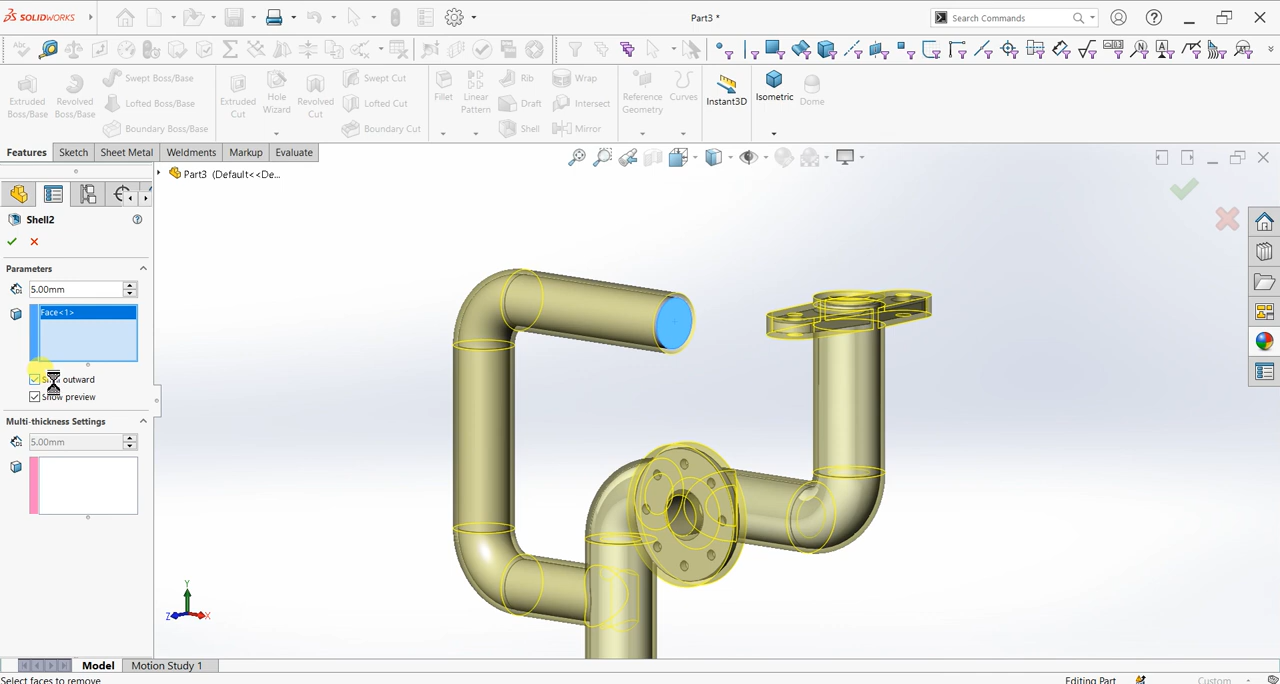 SOLIDWORKS
Part3 *
Search Commands
Extruded Boss/Base
Revolved Boss/Base
Swept Boss/Base
Lofted Boss/Base
Boundary Boss/Base
Extruded Cut
Hole Wizard
Revolved Cut
Swept Cut
Lofted Cut
Boundary Cut
Fillet
Linear Pattern
Rib
Draft
Shell
Wrap
Intersect
Mirror
Reference Geometry
Curves
Instant3D
Isometric
Dome
Features
Sketch
Sheet Metal
Weldments
Markup
Evaluate
Part3 (Default<<De...
Shell2
Parameters
5.00mm
Face<1>
outward
Show preview
Multi-thickness Settings
5.00mm
Y
Z
X
Model
Motion Study 1
Select faces to remove
Editing Part
Custom